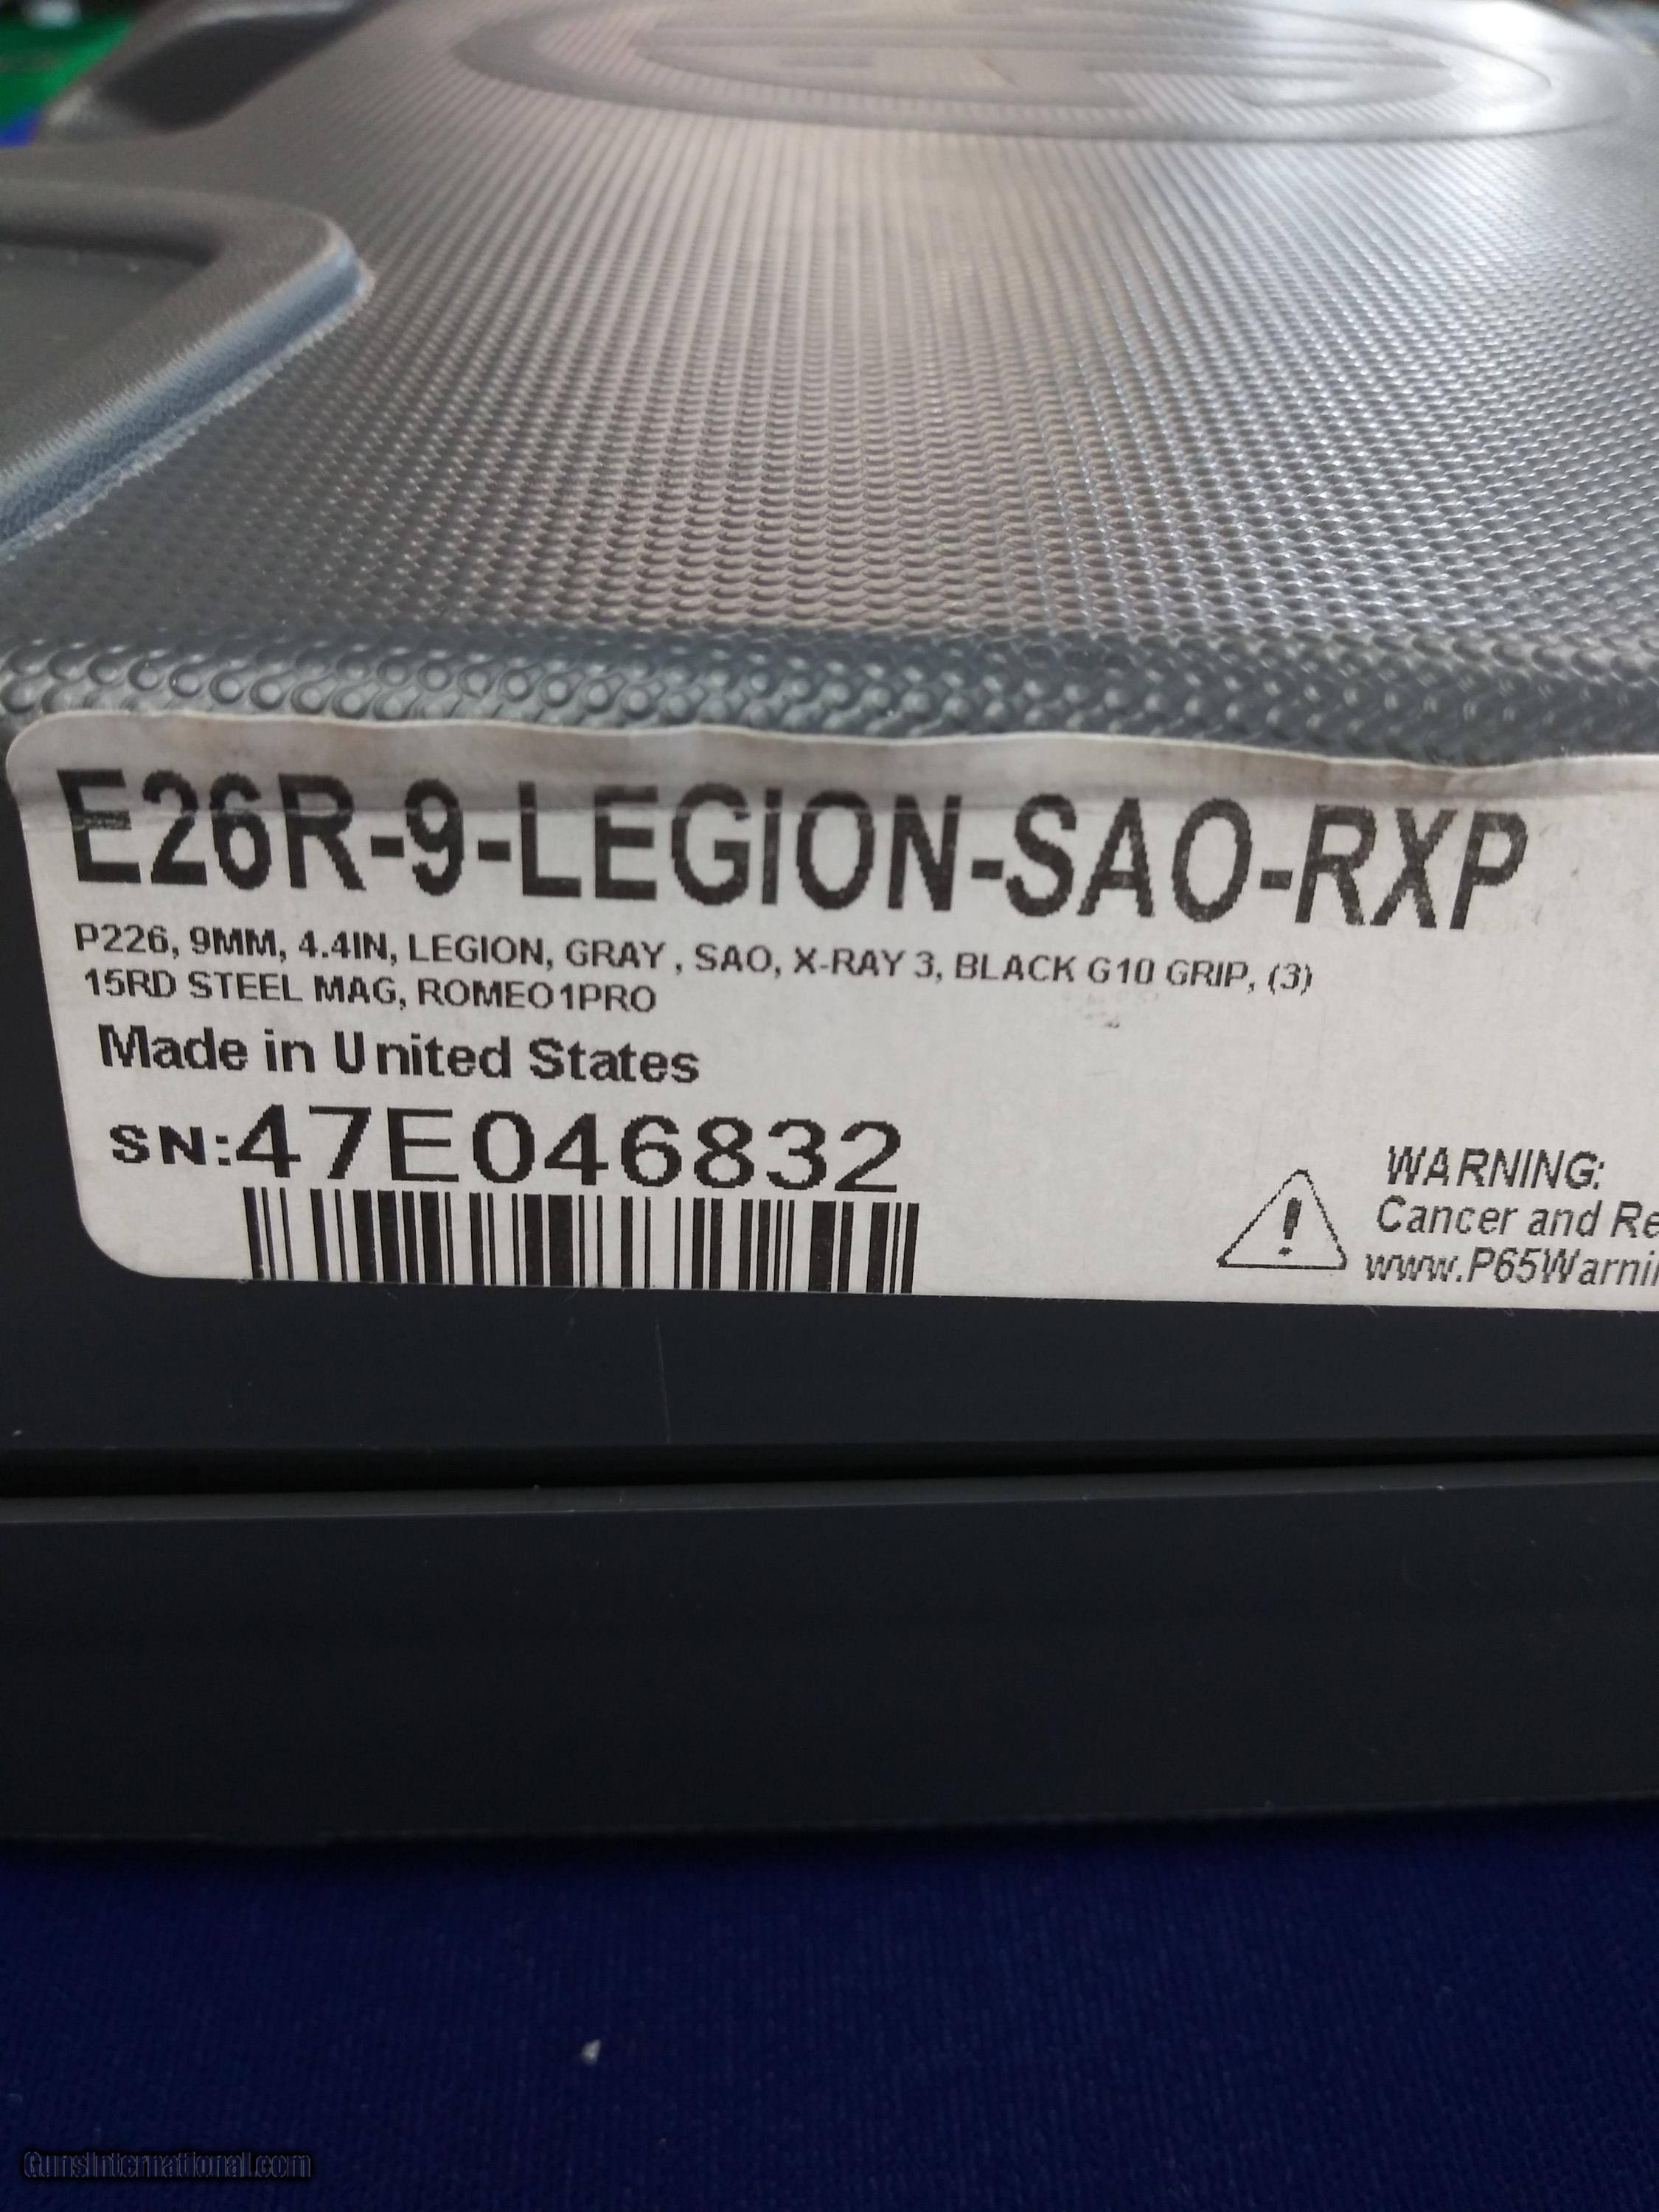 E26R-9-LEGION-SAO-RXP
P226, 9MM, 4.4IN, LEGION, GRAY , SAO, X-RAY 3, BLACK G10 GRIP, (3)
15RD STEEL MAG, ROMEO1PRO
Made in United States
SN:47E046832
WARNING:
Cancer and Re
www.P65Warnin
GunsInternational.com